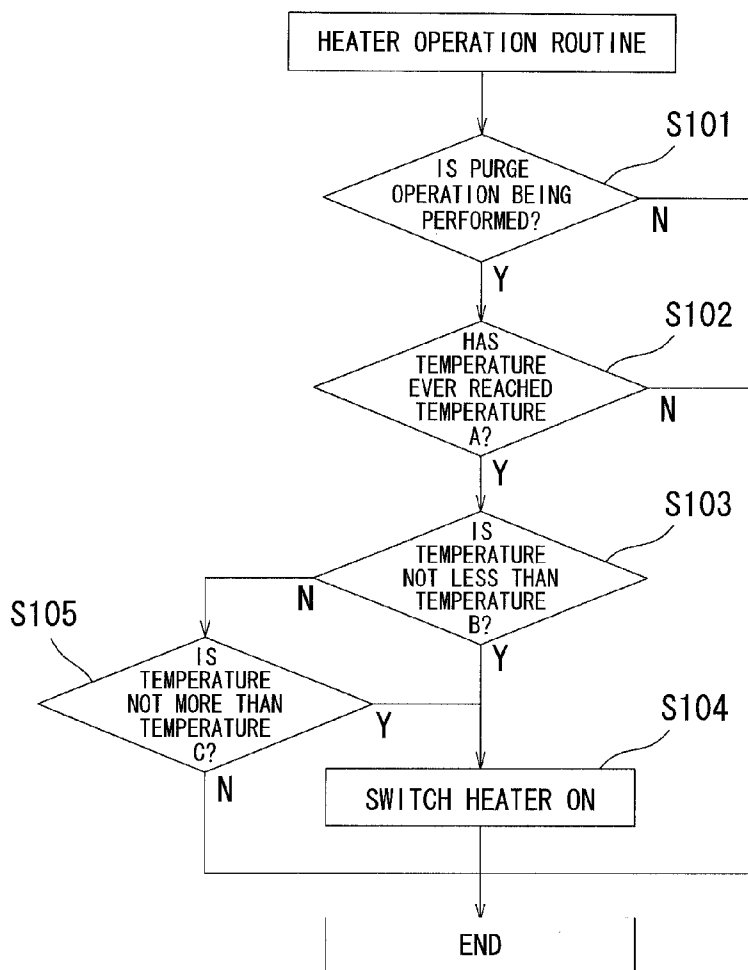 HEATER OPERATION ROUTINE
S101
IS PURGE
OPERATION BEING
PERFORMED?
N
Y
S102
HAS
TEMPERATURE
EVER REACHED
TEMPERATURE
A?
N
Y
S103
IS
TEMPERATURE
NOT LESS THAN
TEMPERATURE
B?
N
Y
S105
IS
TEMPERATURE
NOT MORE THAN
TEMPERATURE
C?
Y
N
S104
SWITCH HEATER ON
END